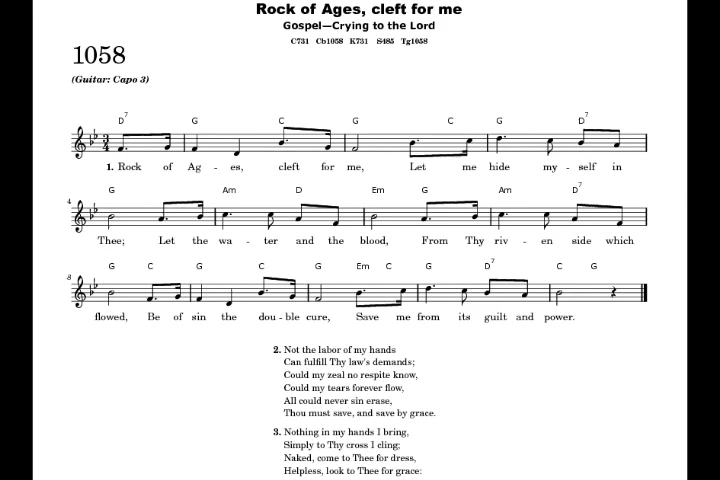 Rock of Ages, cleft for me
Gospel—Crying to the Lord
C731 Cb1058 K731 S485 Tg1058
1058
(Guitar: Capo 3)
D7 G C G C G D7
1. Rock of Ag - es, cleft for me, Let me hide my - self in
4
G Am D Em G Am D7
Thee; Let the wa - ter and the blood, From Thy riv - en side which
8
G C G C G Em C G D7 C G
flowed, Be of sin the dou - ble cure, Save me from its guilt and power.
2. Not the labor of my hands
Can fulfill Thy law's demands;
Could my zeal no respite know,
Could my tears forever flow,
All could never sin erase,
Thou must save, and save by grace.
3. Nothing in my hands I bring,
Simply to Thy cross I cling;
Naked, come to Thee for dress,
Helpless, look to Thee for grace: